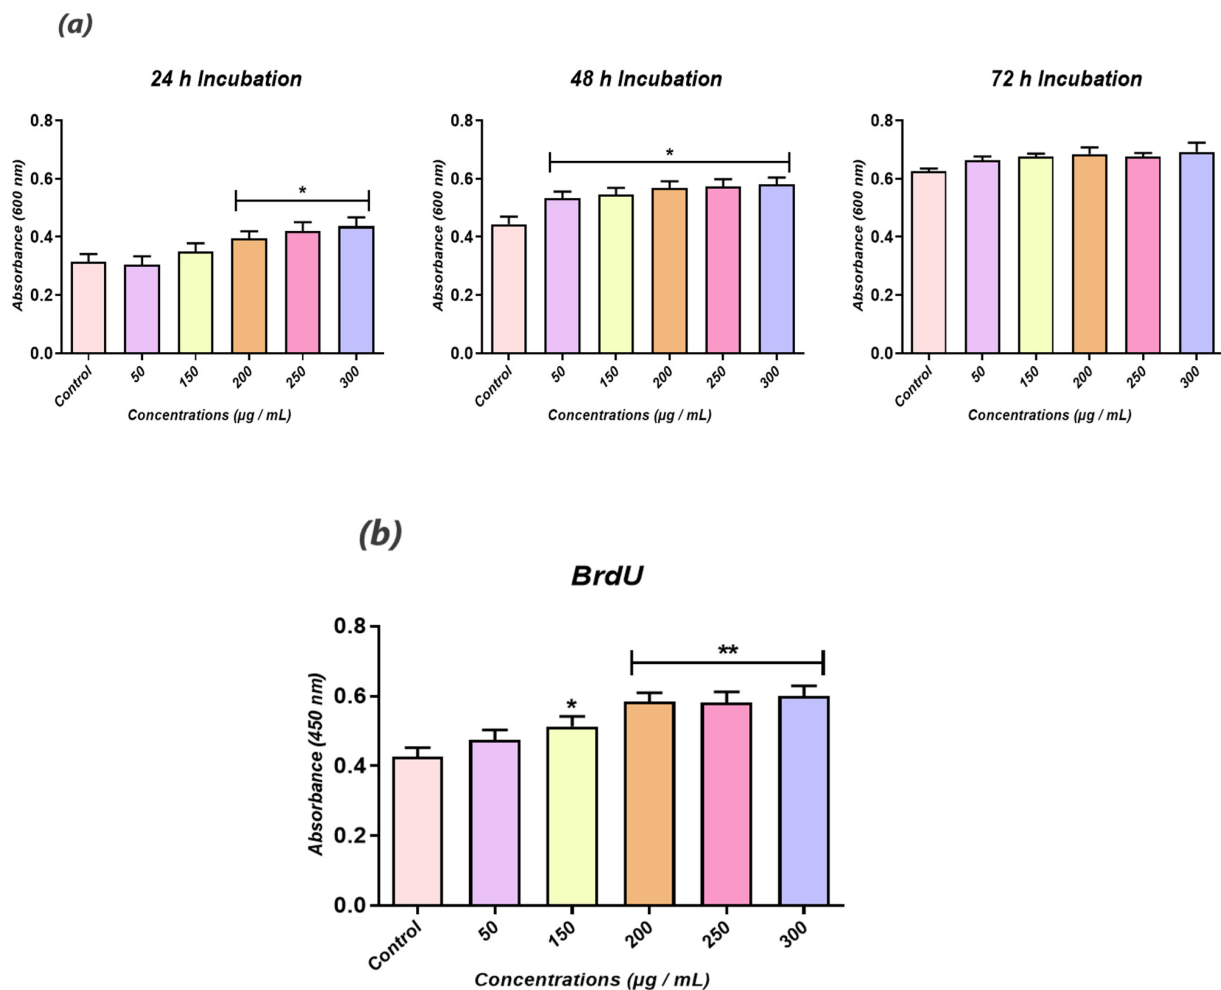 (a)
24 h Incubation
Absorbance (600 nm)
0.8
0.6
0.4
0.2
0.0
*
Control
50
150
200
250
300
Concentrations (µg / mL)
48 h Incubation
Absorbance (600 nm)
0.8
0.6
0.4
0.2
0.0
*
Control
50
150
200
250
300
Concentrations (µg / mL)
72 h Incubation
Absorbance (600 nm)
0.8
0.6
0.4
0.2
0.0
Control
50
150
200
250
300
Concentrations (µg / mL)
(b)
BrdU
Absorbance (450 nm)
0.8
0.6
0.4
0.2
0.0
*
**
Control
50
150
200
250
300
Concentrations (µg / mL)